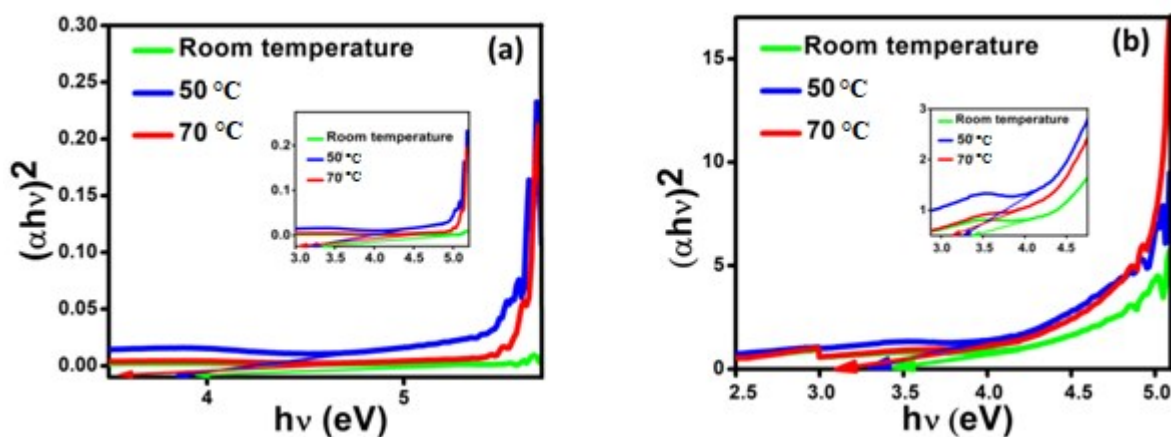 (a)
Room temperature
50 °C
70 °C
(αhν)²
0.30
0.25
0.20
0.15
0.10
0.05
0.00
4
5
hν (eV)
Room temperature
50 °C
70 °C
0.2
0.1
0.0
3.0 3.5 4.0 4.5 5.0
(b)
Room temperature
50 °C
70 °C
(αhν)²
15
10
5
0
2.5 3.0 3.5 4.0 4.5 5.0
hν (eV)
Room temperature
50 °C
70 °C
3
2
1
3.0 3.5 4.0 4.5